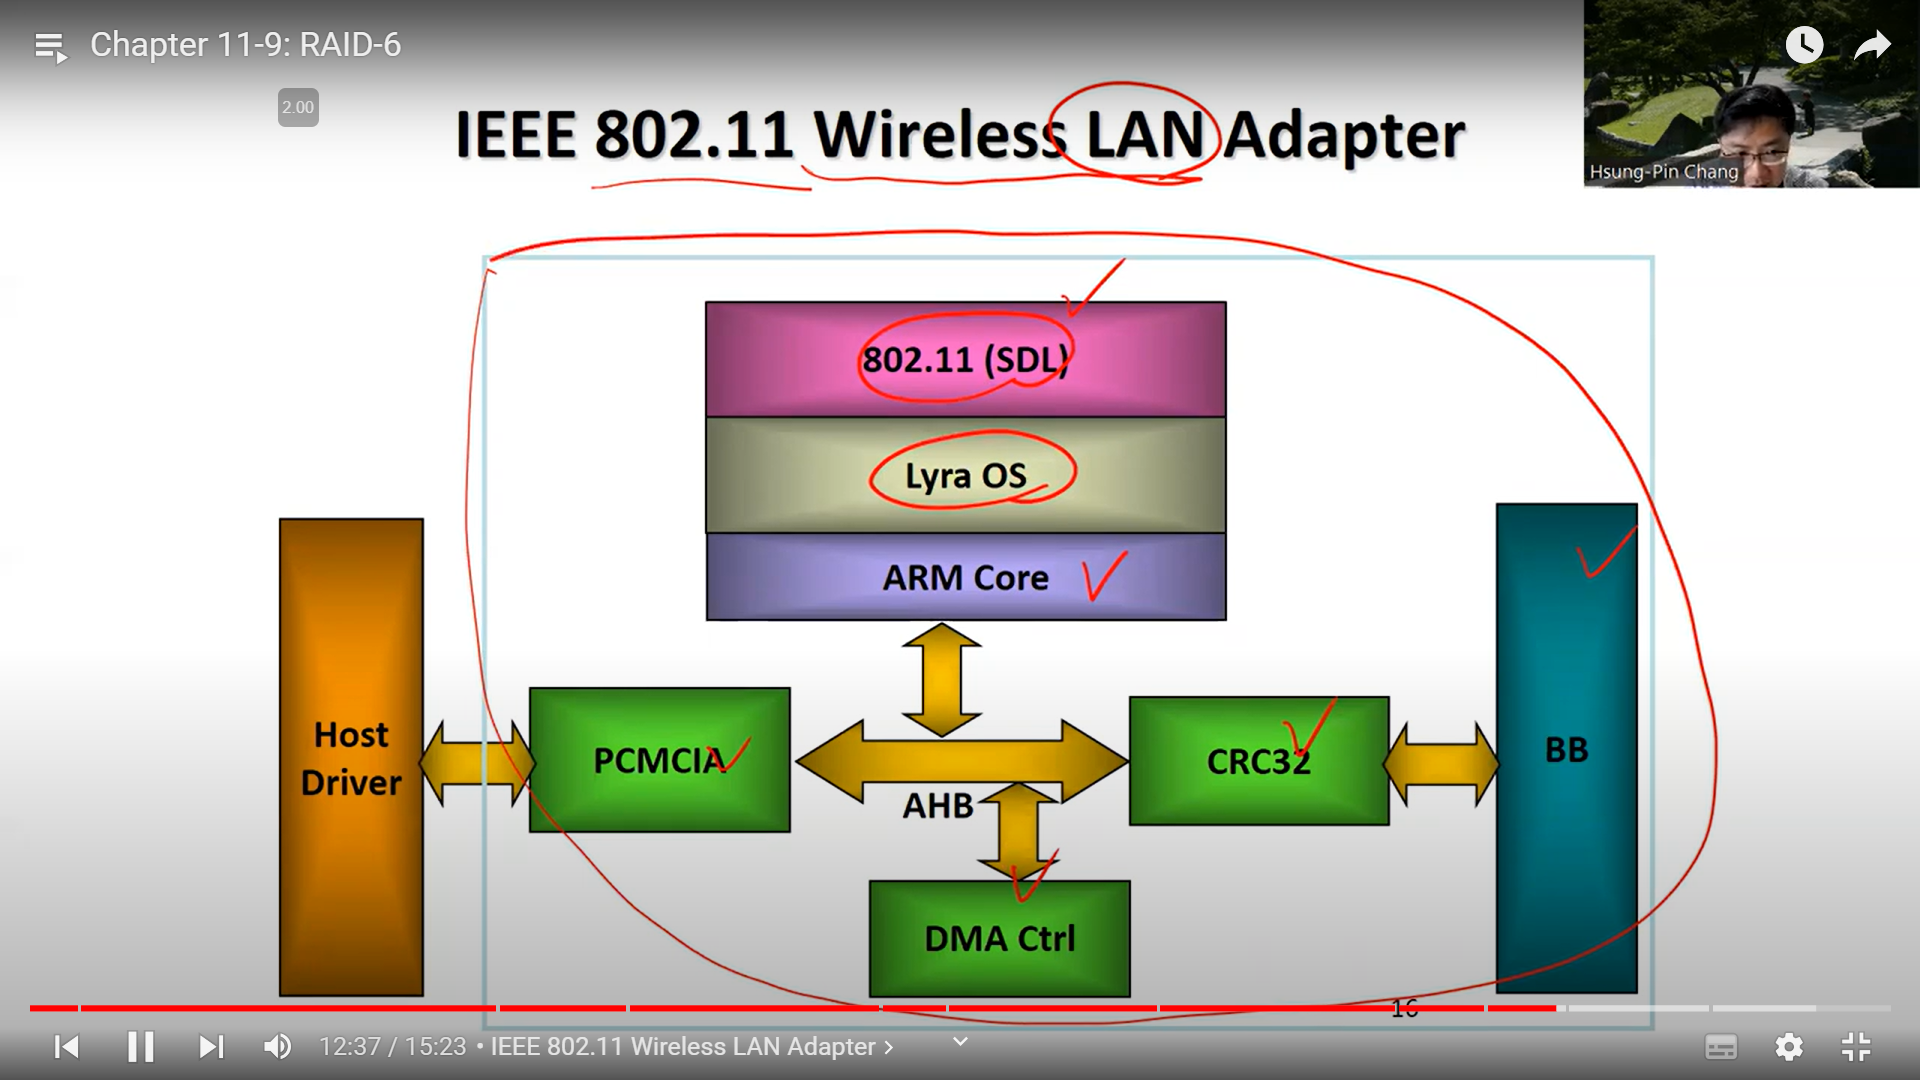 Chapter 11-9: RAID-6
2.00
IEEE 802.11 Wireless LAN Adapter
Hsung-Pin Chang
802.11 (SDL)
Lyra OS
ARM Core
Host
Driver
PCMCIA
AHB
CRC32
BB
DMA Ctrl
16
12:37 / 15:23 • IEEE 802.11 Wireless LAN Adapter